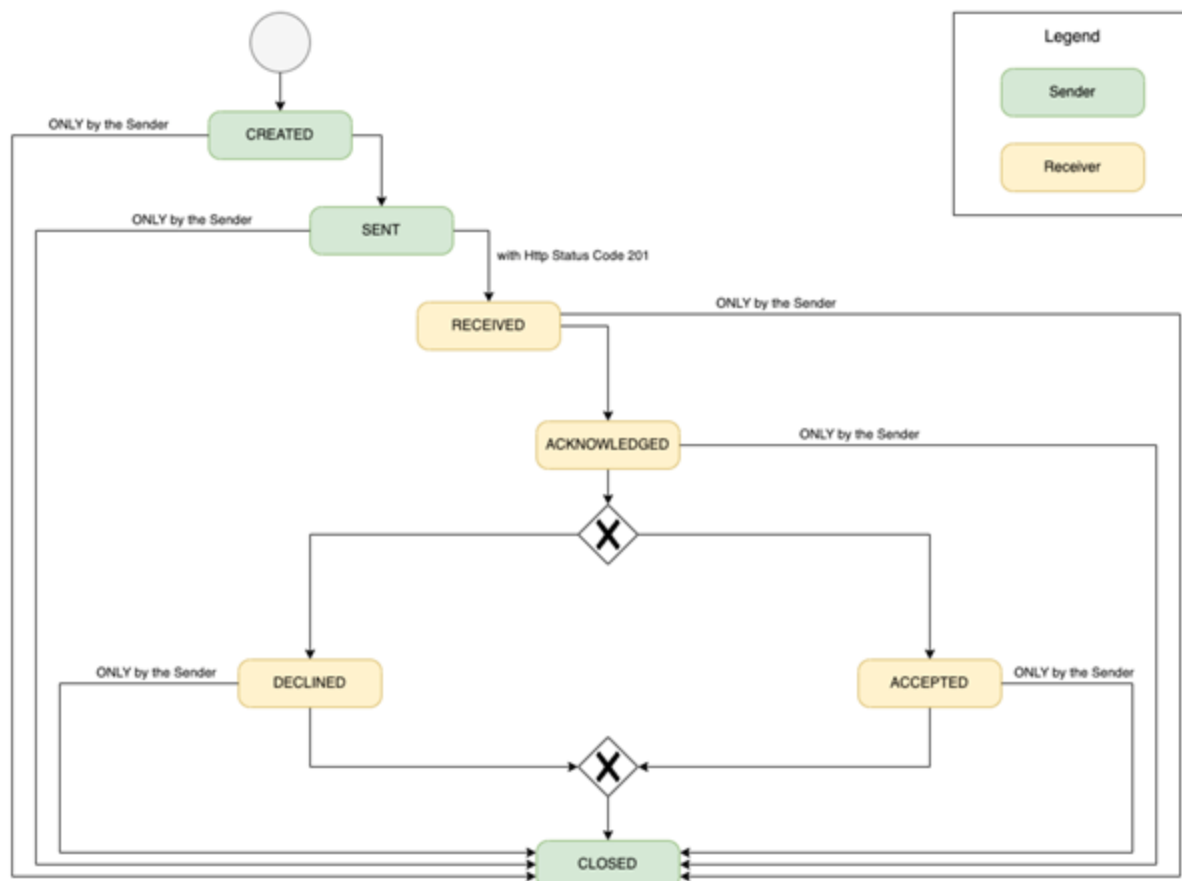 Legend
Sender
ONLY by the Sender
CREATED
Receiver
ONLY by the Sender
SENT
with Http Status Code 201
ONLY by the Sender
RECEIVED
ONLY by the Sender
ACKNOWLEDGED
X
ONLY by the Sender
DECLINED
ACCEPTED
ONLY by the Sender
X
CLOSED